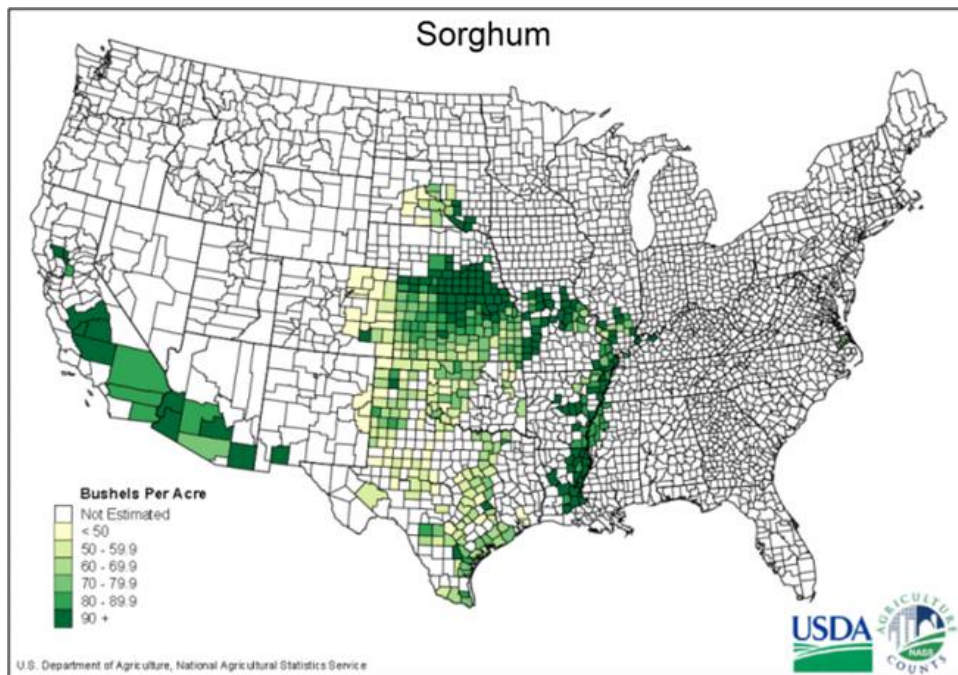 Sorghum
Bushels Per Acre
Not Estimated
< 50
50 - 59.9
60 - 69.9
70 - 79.9
80 - 89.9
90 +
USDA
AGRICULTURE
NASS
COUNTS
U.S. Department of Agriculture, National Agricultural Statistics Service